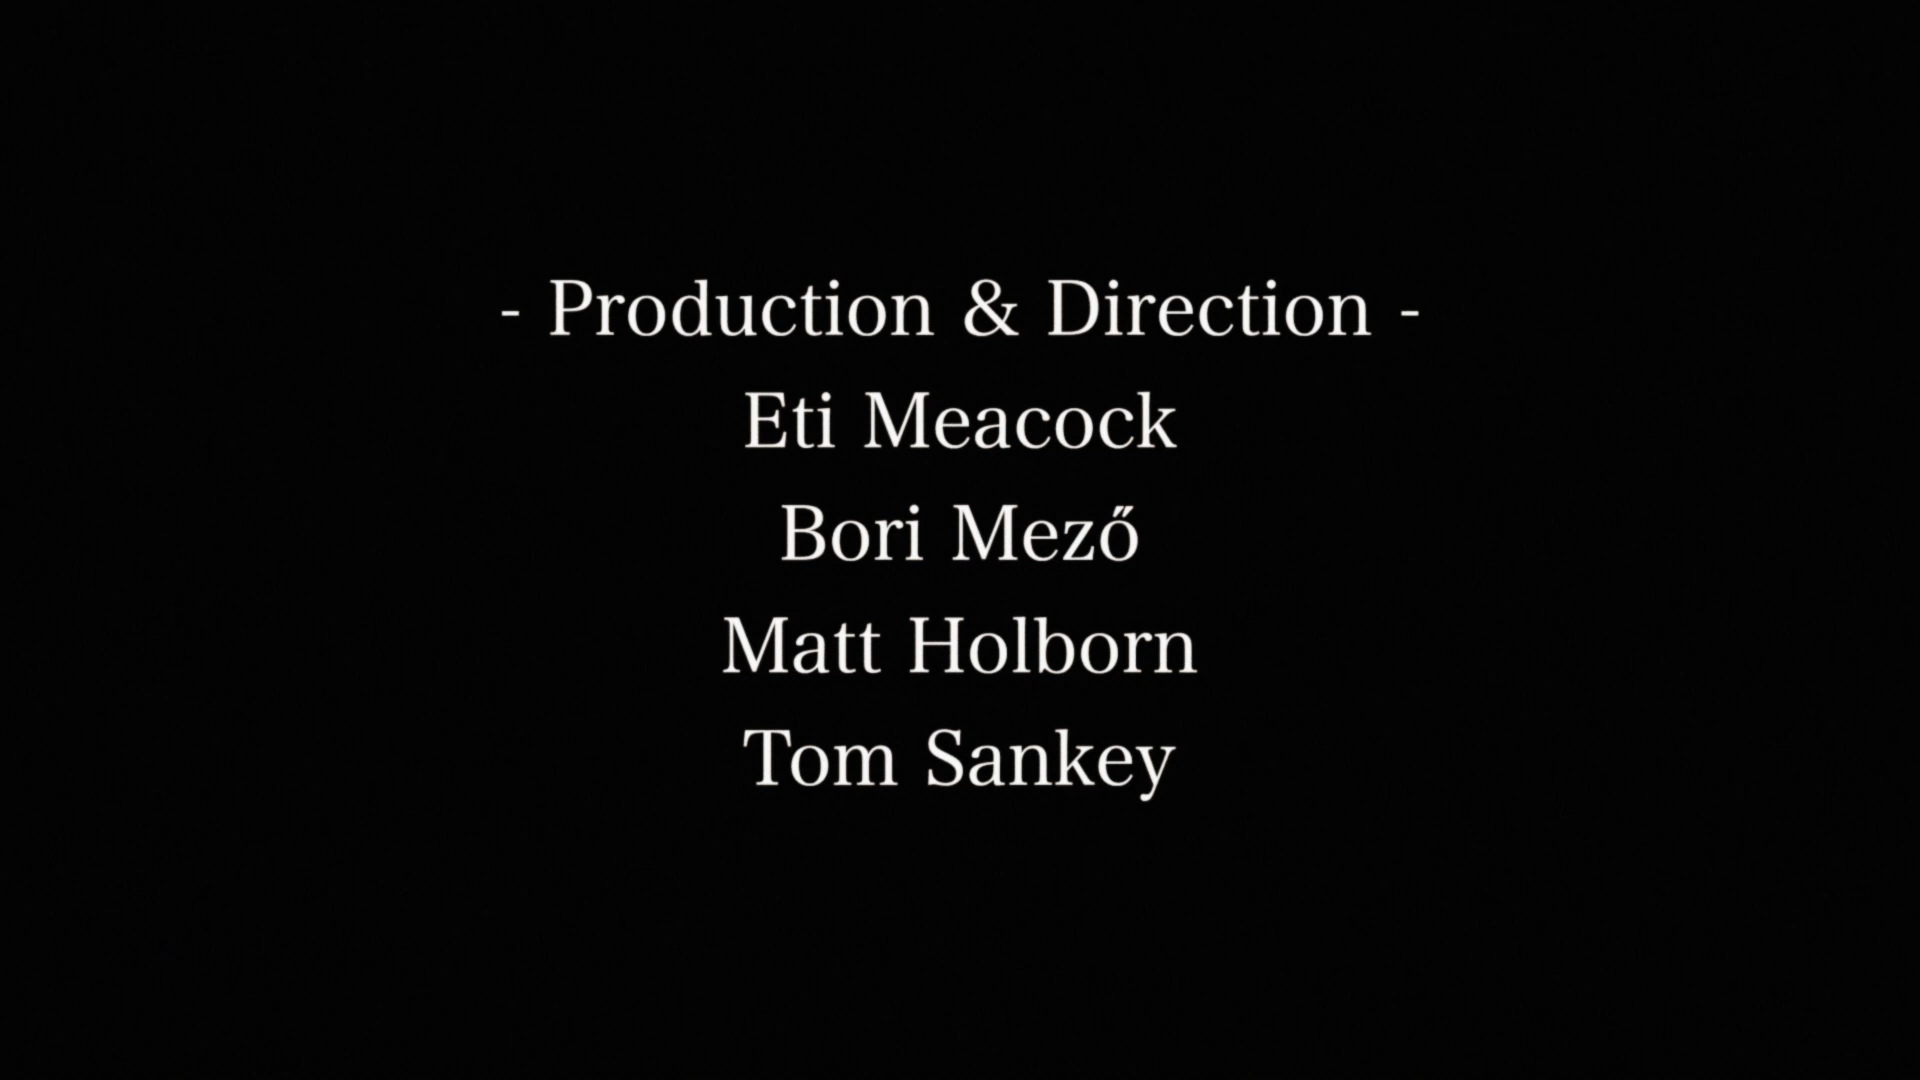 - Production & Direction -
Eti Meacock
Bori Mező
Matt Holborn
Tom Sankey